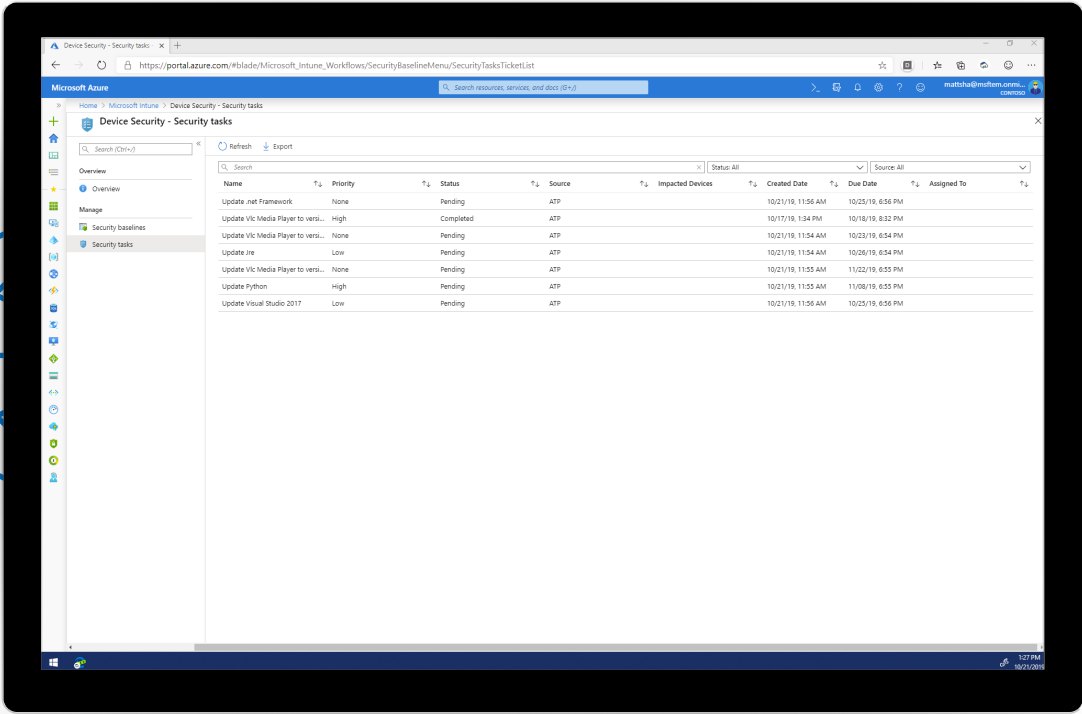 Device Security - Security tasks
https://portal.azure.com/#blade/Microsoft_Intune_Workflows/SecurityBaselineMenu/SecurityTasksTicketList
Microsoft Azure
Search resources, services, and docs (G+/)
mattsha@msftem.onmi...
CONTOSO
Home > Microsoft Intune > Device Security - Security tasks
Device Security - Security tasks
Search (Ctrl+/)
Refresh Export
Overview
Overview
Manage
Security baselines
Security tasks
Search Status: All Source: All
Name Priority Status Source Impacted Devices Created Date Due Date Assigned To
Update .net Framework None Pending ATP 10/21/19, 11:56 AM 10/25/19, 6:56 PM
Update Vlc Media Player to versi... High Completed ATP 10/17/19, 1:34 PM 10/18/19, 8:32 PM
Update Vlc Media Player to versi... None Pending ATP 10/21/19, 11:54 AM 10/23/19, 6:54 PM
Update Jre Low Pending ATP 10/21/19, 11:54 AM 10/26/19, 6:54 PM
Update Vlc Media Player to versi... None Pending ATP 10/21/19, 11:55 AM 11/22/19, 6:55 PM
Update Python High Pending ATP 10/21/19, 11:55 AM 11/08/19, 6:55 PM
Update Visual Studio 2017 Low Pending ATP 10/21/19, 11:56 AM 10/25/19, 6:56 PM
1:27 PM
10/21/2019